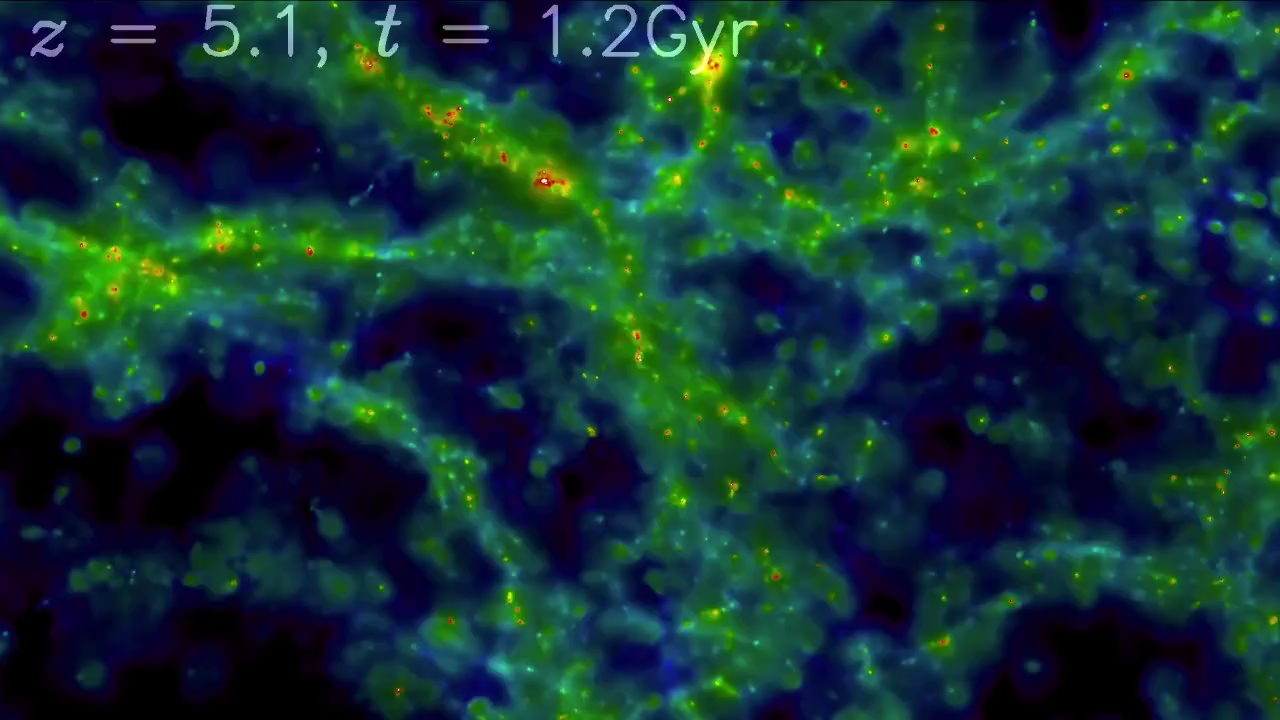 z = 5.1, t = 1.2Gyr